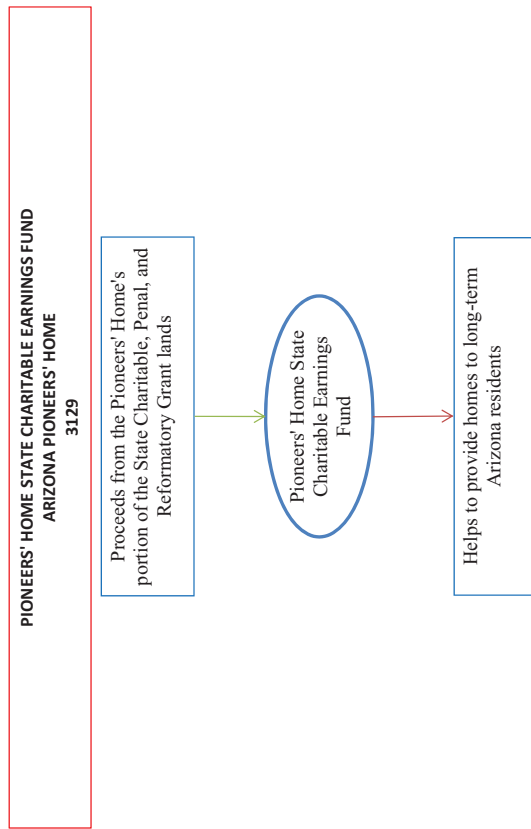 PIONEERS' HOME STATE CHARITABLE EARNINGS FUND
ARIZONA PIONEERS' HOME
3129
Proceeds from the Pioneers' Home's
portion of the State Charitable, Penal, and
Reformatory Grant lands
Pioneers' Home State
Charitable Earnings
Fund
Helps to provide homes to long-term
Arizona residents